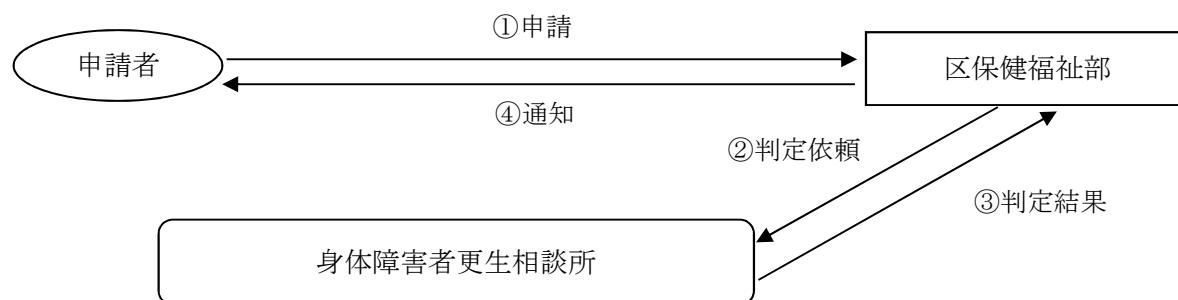 ①申請
申請者
区保健福祉部
④通知
②判定依頼
③判定結果
身体障害者更生相談所